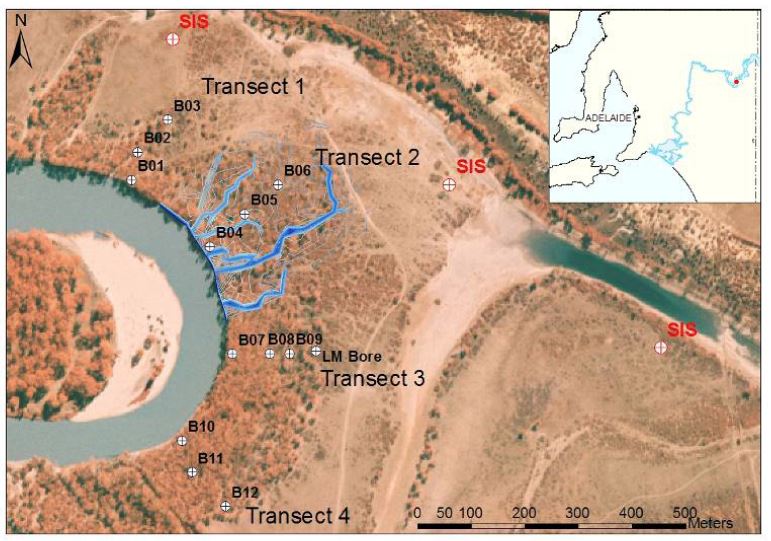 N
SIS
Transect 1
B03
B02
B01
ADELAIDE
Transect 2
B06
SIS
B05
B04
SIS
B07 B08 B09
LM Bore
Transect 3
B10
B11
B12
Transect 4
0 50 100 200 300 400 500
Meters